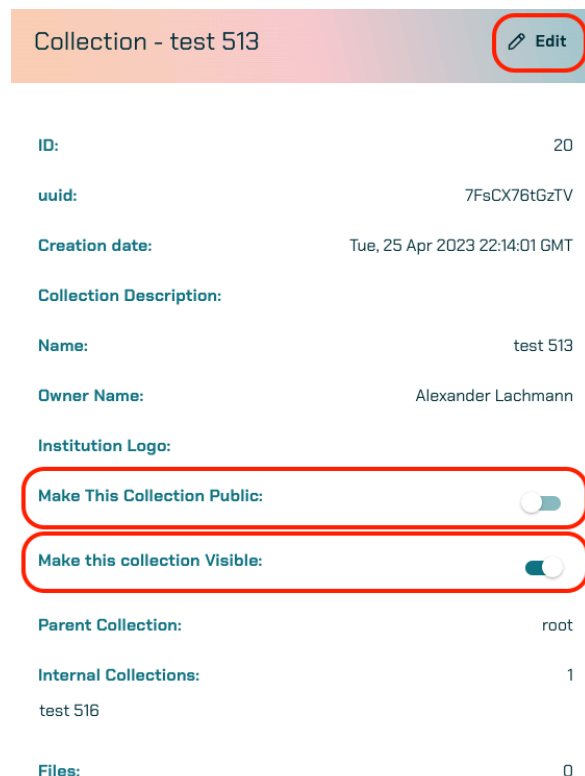 Collection - test 513 Edit
ID: 20
uuid: 7FsCX76tGzTV
Creation date: Tue, 25 Apr 2023 22:14:01 GMT
Collection Description:
Name: test 513
Owner Name: Alexander Lachmann
Institution Logo:
Make This Collection Public:
Make this collection Visible:
Parent Collection: root
Internal Collections: 1
test 516
Files: 0